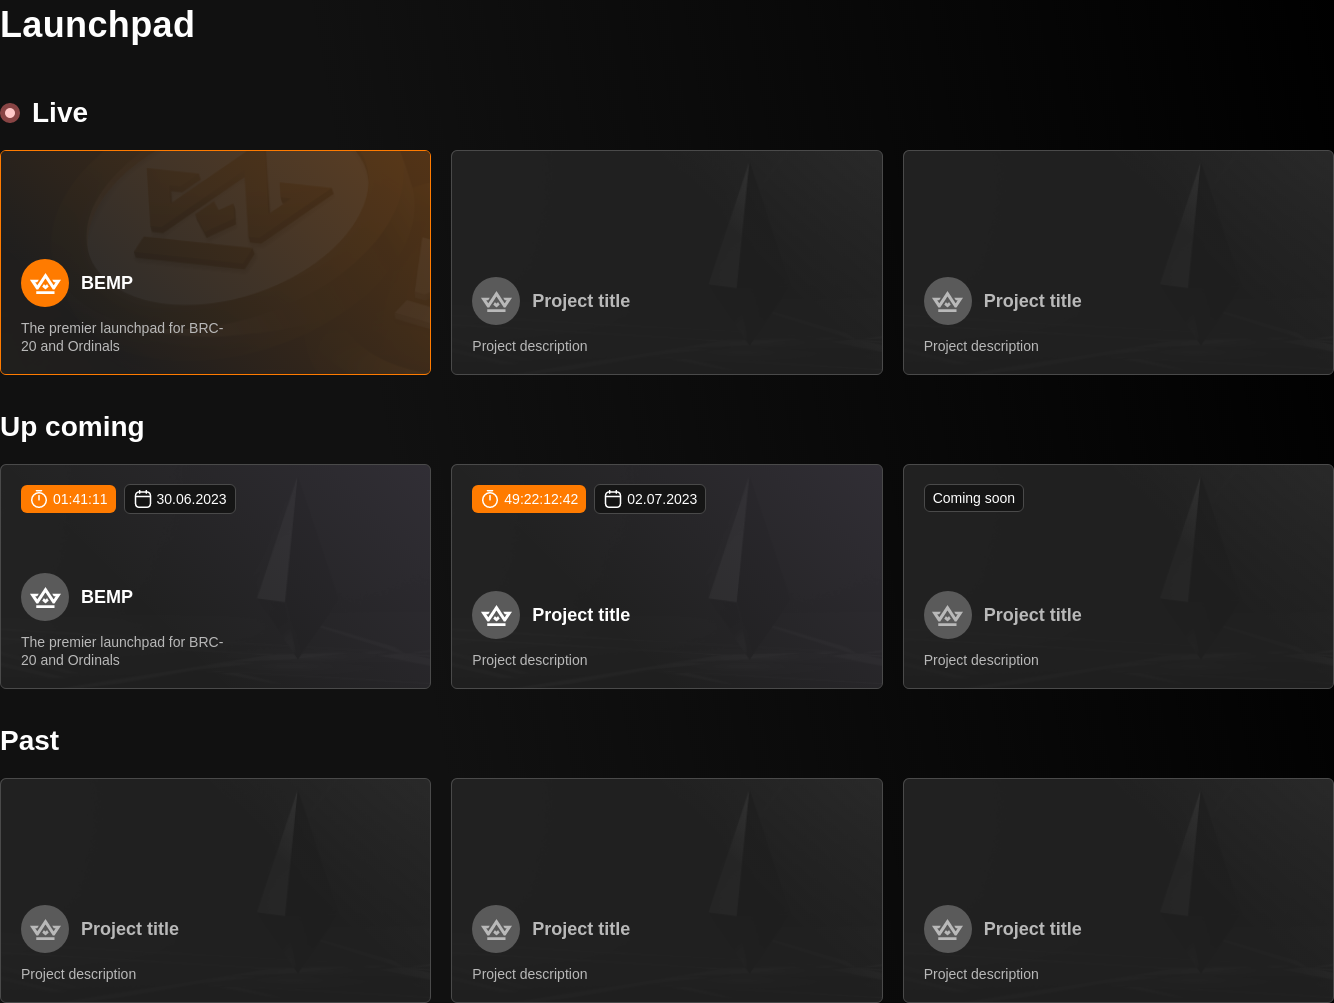 Launchpad
Live
BEMP
The premier launchpad for BRC-
20 and Ordinals
Project title
Project description
Project title
Project description
Up coming
01:41:11 30.06.2023
BEMP
The premier launchpad for BRC-
20 and Ordinals
49:22:12:42 02.07.2023
Project title
Project description
Coming soon
Project title
Project description
Past
Project title
Project description
Project title
Project description
Project title
Project description